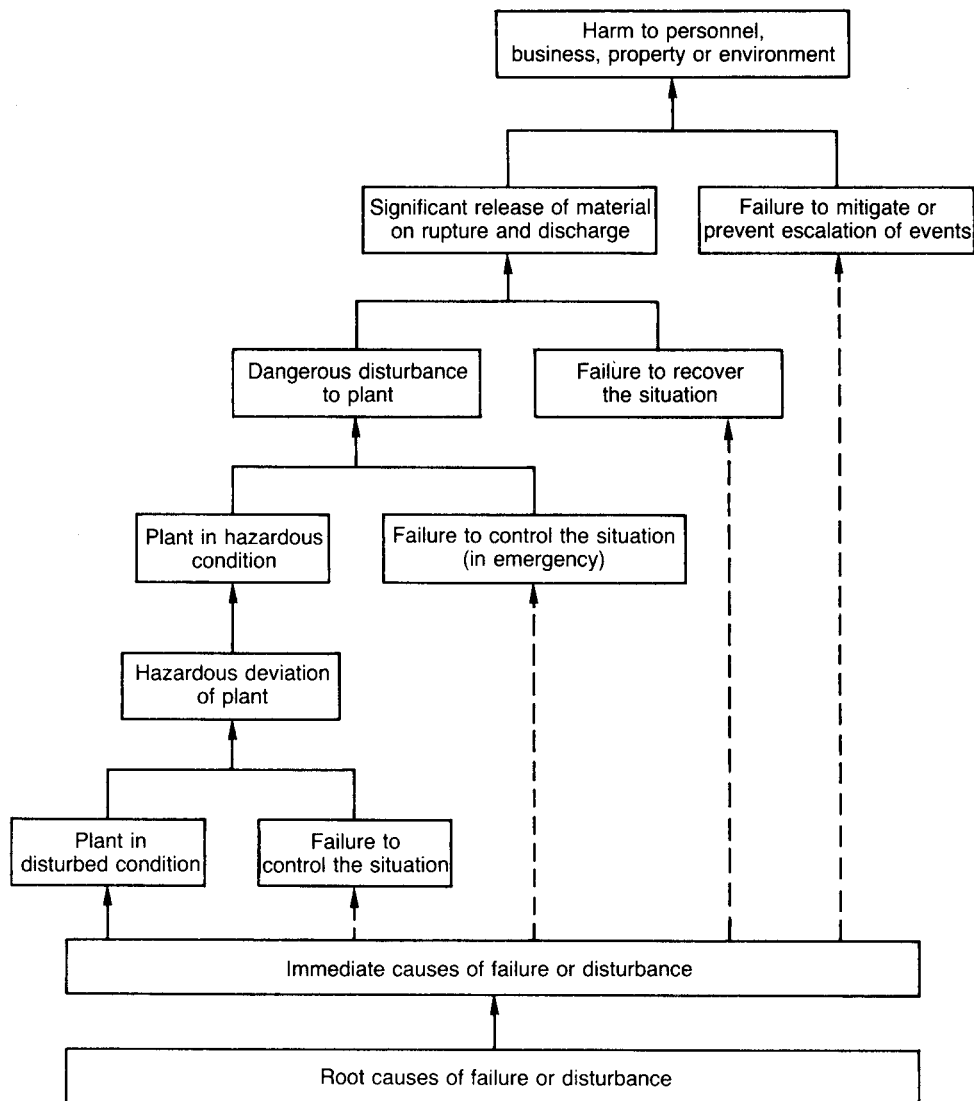 Harm to personnel,
business, property or environment
Significant release of material
on rupture and discharge
Failure to mitigate or
prevent escalation of events
Dangerous disturbance
to plant
Failure to recover
the situation
Plant in hazardous
condition
Failure to control the situation
(in emergency)
Hazardous deviation
of plant
Plant in
disturbed condition
Failure to
control the situation
Immediate causes of failure or disturbance
Root causes of failure or disturbance